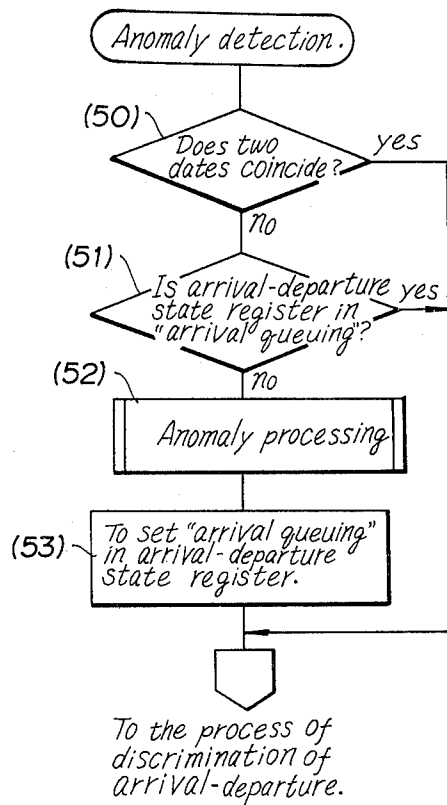 Anomaly detection.
(50)
Does two
dates coincide?
yes
no
(51)
Is arrival-departure
state register in
"arrival queuing"?
yes
no
(52)
Anomaly processing
(53)
To set "arrival queuing"
in arrival-departure
state register.
To the process of
discrimination of
arrival-departure.